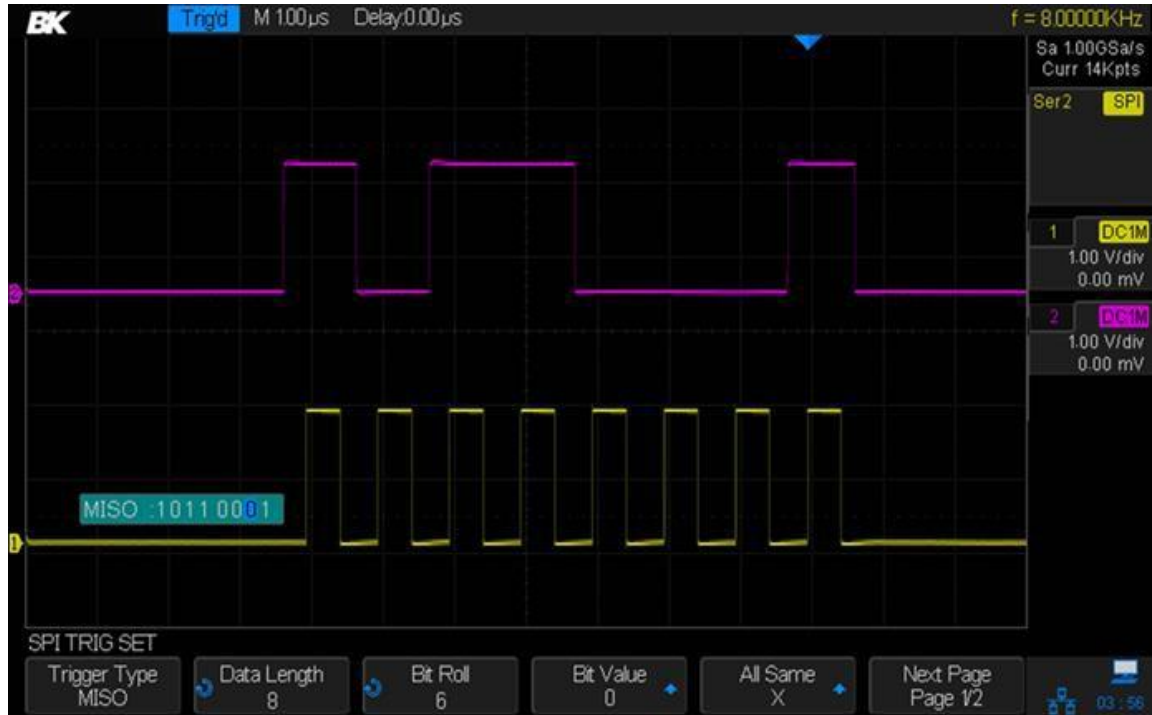 BK Trig'd M 1.00µs Delay:0.00µs f = 8.00000KHz
Sa 1.00GSa/s
Curr 14Kpts
Ser2 SPI
1 DC1M
1.00 V/div
0.00 mV
2 DC1M
1.00 V/div
0.00 mV
2
MISO :1011 0001
1
SPI TRIG SET
Trigger Type
MISO
Data Length
8
Bit Roll
6
Bit Value
0
All Same
X
Next Page
Page 1/2
03 : 56